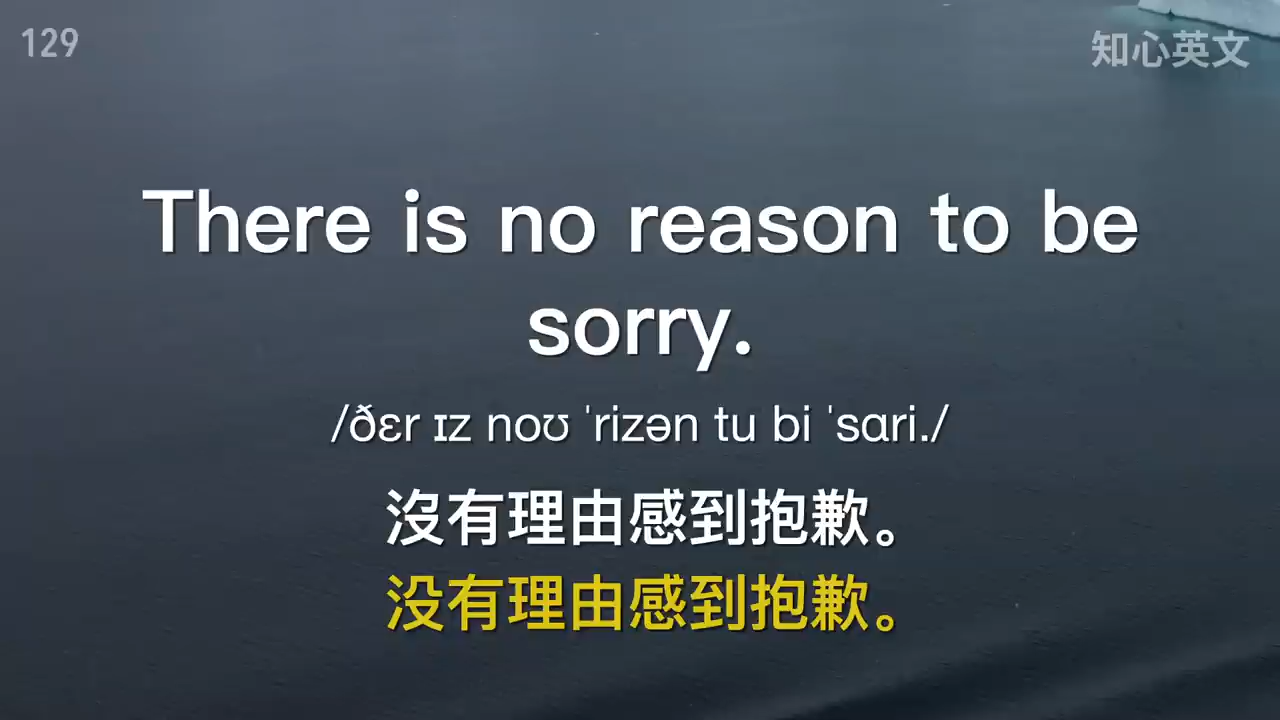 129
知心英文
There is no reason to be
sorry.
/ðɛr ɪz noʊ ˈrizən tu bi ˈsɑri./
沒有理由感到抱歉。
没有理由感到抱歉。